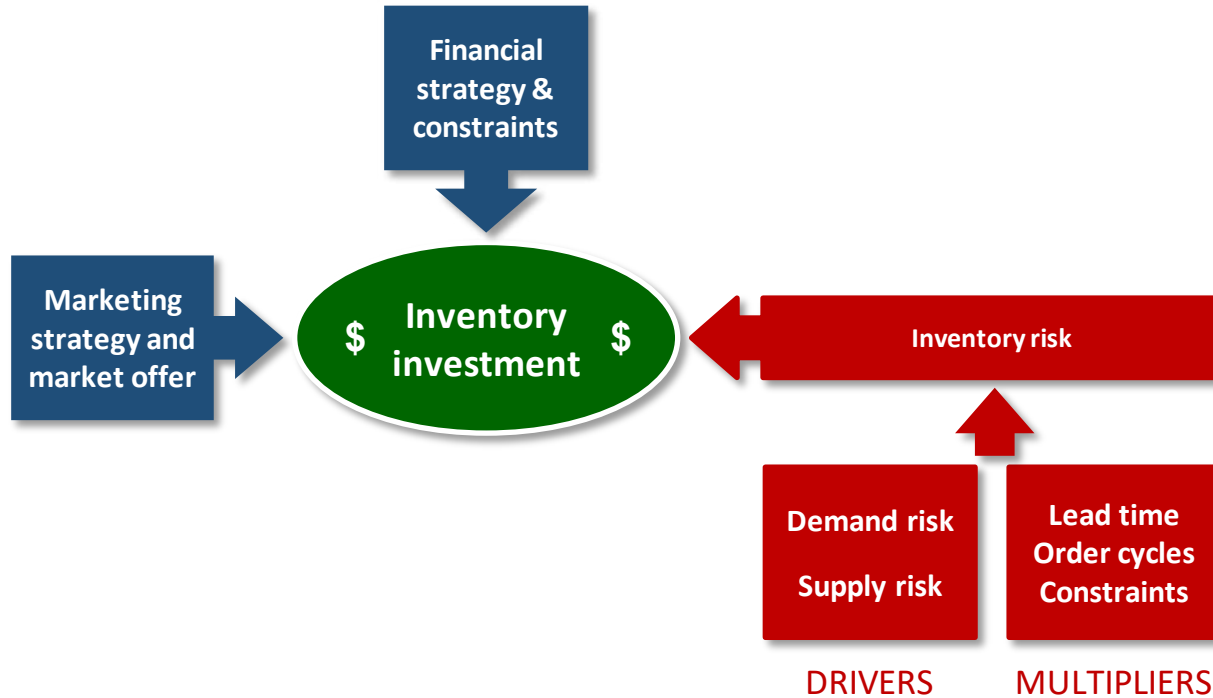 Financial
strategy &
constraints
Marketing
strategy and
market offer
$ Inventory $
investment
Inventory risk
Demand risk
Supply risk
Lead time
Order cycles
Constraints
DRIVERS
MULTIPLIERS